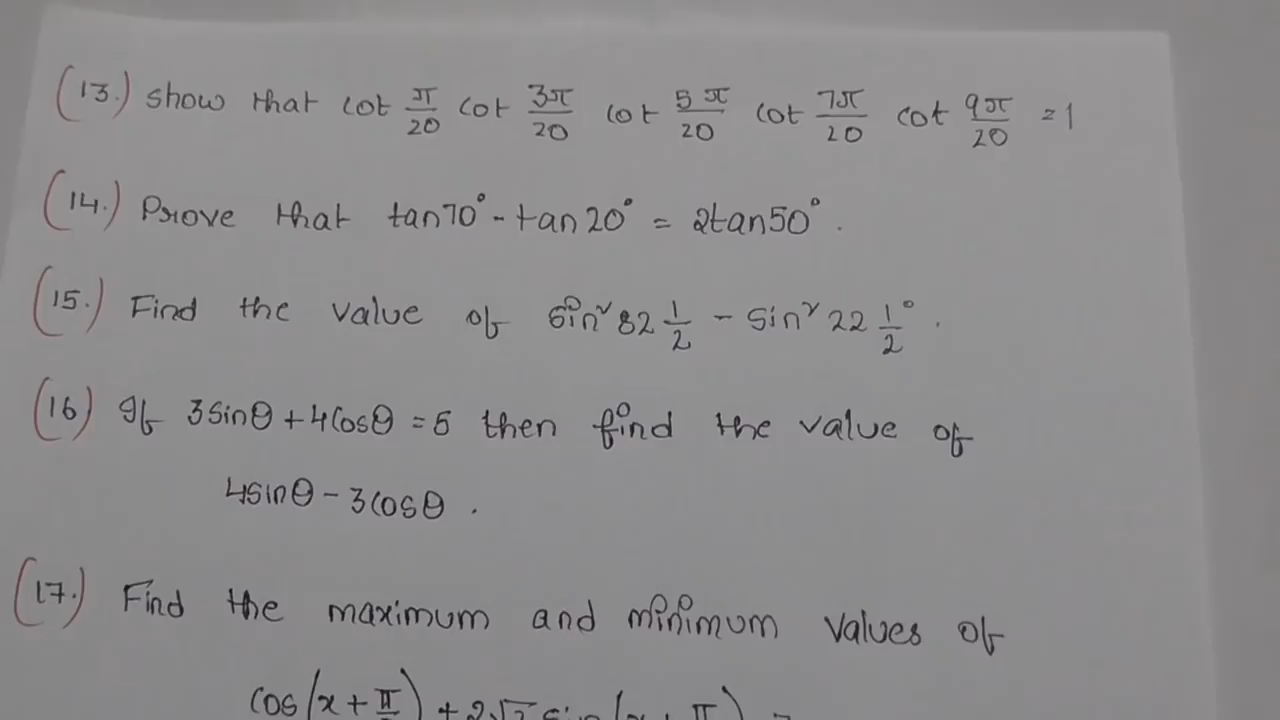 (13.) Show that cot π/20 cot 3π/20 cot 5π/20 cot 7π/20 cot 9π/20 = 1
(14.) Prove that tan70° - tan20° = 2tan50°.
(15.) Find the value of sin² 82 1/2 - sin² 22 1/2°.
(16) If 3sinθ + 4cosθ = 5 then find the value of
4sinθ - 3cosθ.
(17.) Find the maximum and minimum values of
cos(x + π